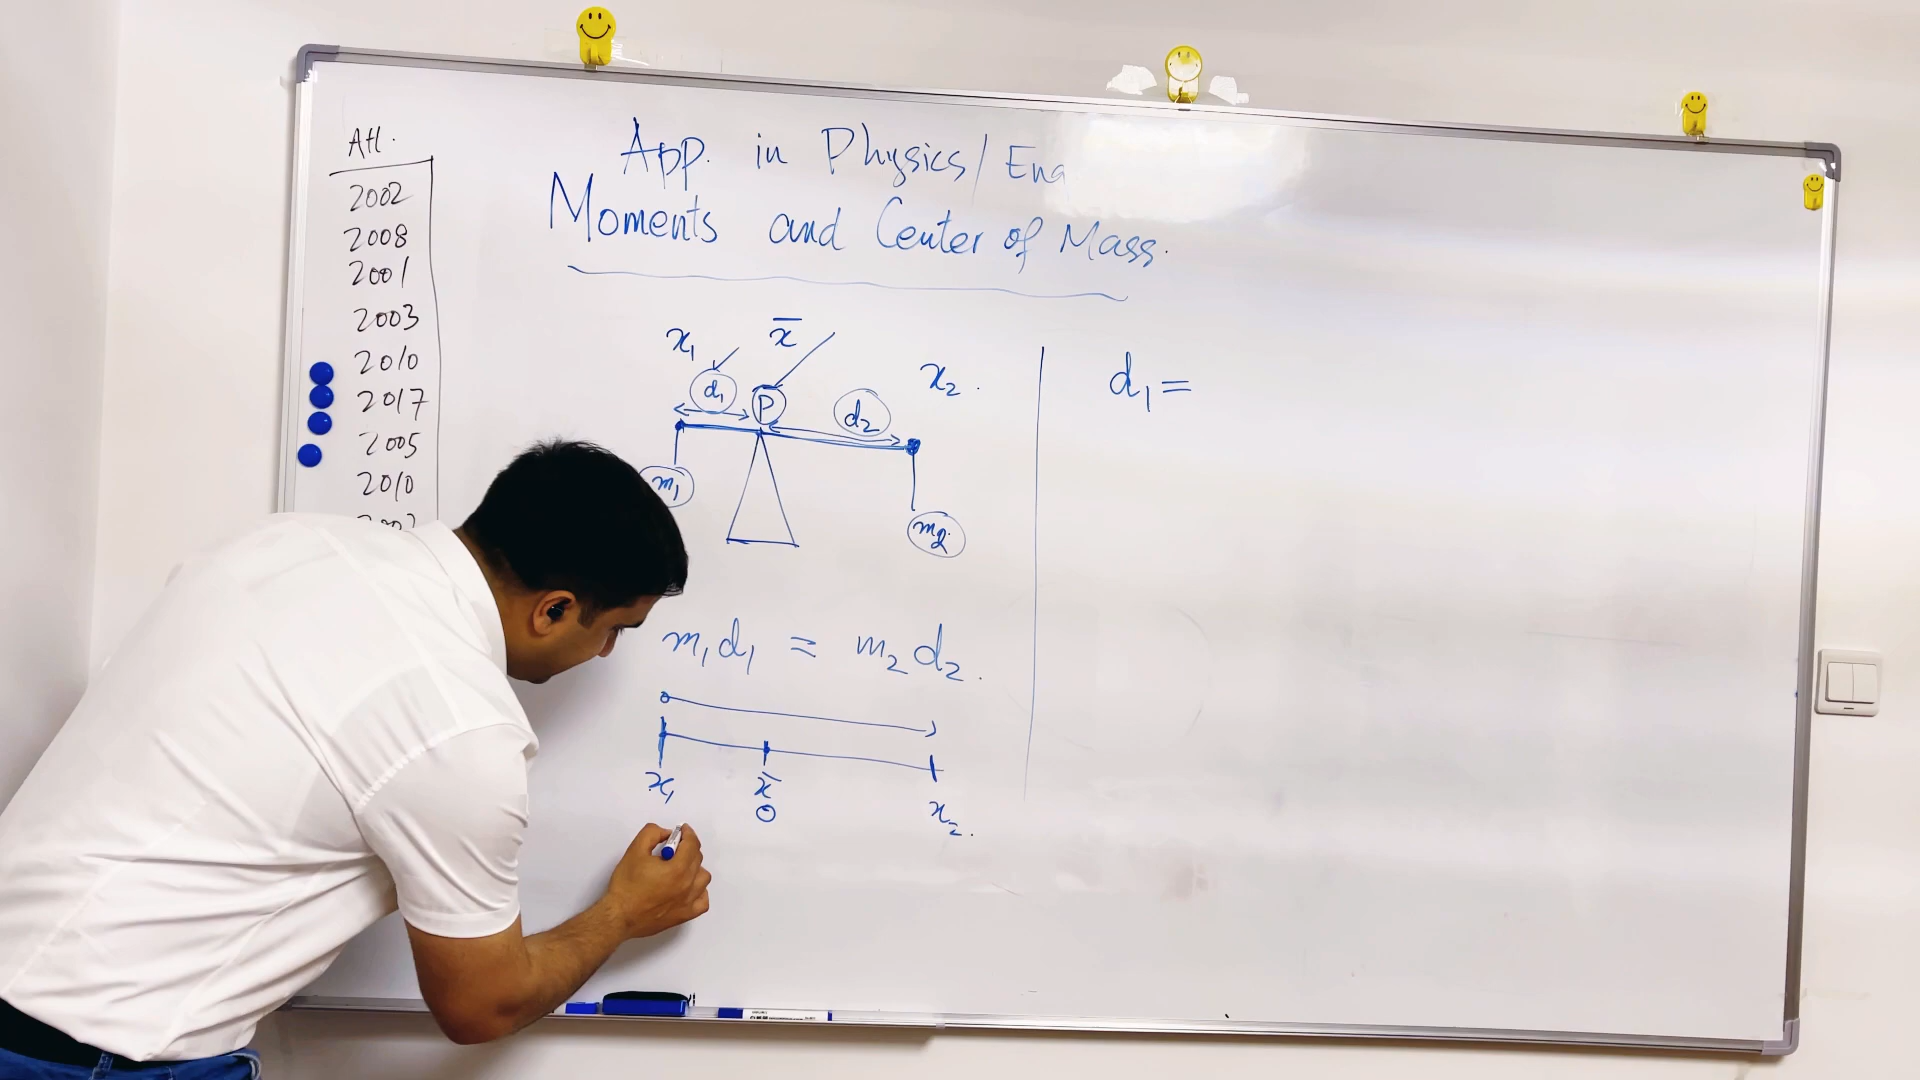 Att.
2002
2008
2001
2003
2010
2017
2005
2010
App. in Physics/Eng
Moments and Center of Mass.
x₁ x̄ x₂.
d₁ P d₂
m₁ m₂
m₁d₁ = m₂d₂.
x₁ x̄ x₂.
O
d₁ =